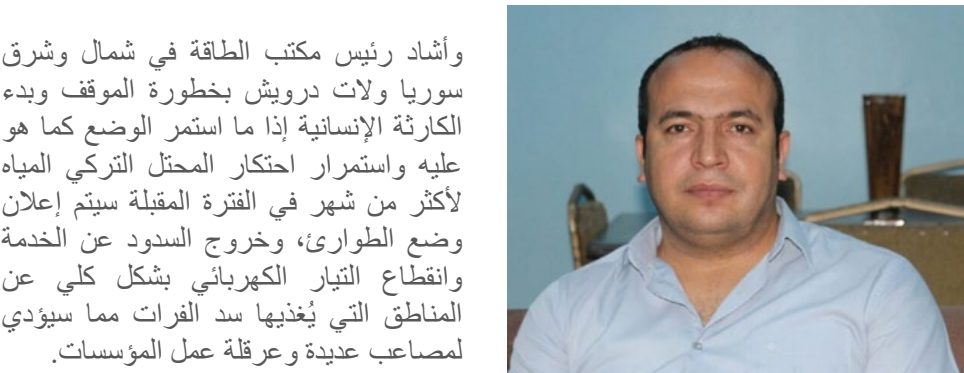 وأشاد رئيس مكتب الطاقة في شمال وشرق
سوريا ولات درويش بخطورة الموقف وبدء
الكارثة الإنسانية إذا ما استمر الوضع كما هو
عليه واستمرار احتكار المحتل التركي المياه
لأكثر من شهر في الفترة المقبلة سيتم إعلان
وضع الطوارئ، وخروج السدود عن الخدمة
وانقطاع التيار الكهربائي بشكل كلي عن
المناطق التي يُغذيها سد الفرات مما سيؤدي
لمصاعب عديدة وعرقلة عمل المؤسسات.